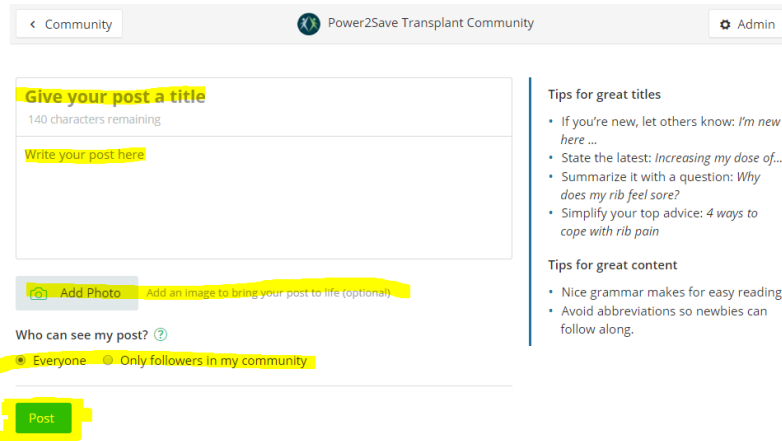 Community
Power2Save Transplant Community
Admin
Give your post a title
140 characters remaining
Write your post here
Add Photo
Add an image to bring your post to life (optional)
Who can see my post? ?
Everyone
Only followers in my community
Post
Tips for great titles
• If you're new, let others know: I'm new
here ...
• State the latest: Increasing my dose of...
• Summarize it with a question: Why
does my rib feel sore?
• Simplify your top advice: 4 ways to
cope with rib pain
Tips for great content
• Nice grammar makes for easy reading
• Avoid abbreviations so newbies can
follow along.